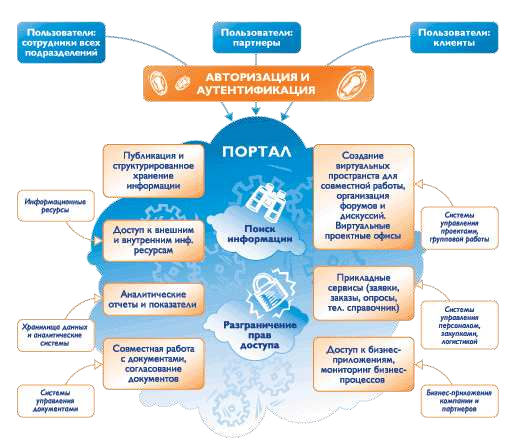 Пользователи:
сотрудники всех
подразделений
Пользователи:
партнеры
Пользователи:
клиенты
АВТОРИЗАЦИЯ И
АУТЕНТИФИКАЦИЯ
ПОРТАЛ
Публикация и
структурированное
хранение
информации
Создание
виртуальных
пространств для
совместной работы,
организация
форумов и
дискуссий.
Виртуальные
проектные офисы
Информационные
ресурсы
Доступ к внешним
и внутренним инф.
ресурсам
Поиск
информации
Системы
управления
проектами,
групповой работы
Аналитические
отчеты и показатели
Прикладные
сервисы (заявки,
заказы, опросы,
тел. справочник)
Хранилища данных
и аналитические
системы
Разграничение
прав
доступа
Системы
управления
персоналом,
закупками,
логистикой
Совместная работа
с документами,
согласование
документов
Доступ к бизнес-
приложениям,
мониторинг бизнес-
процессов
Системы
управления
документами
Бизнес-приложения
компании и
партнеров